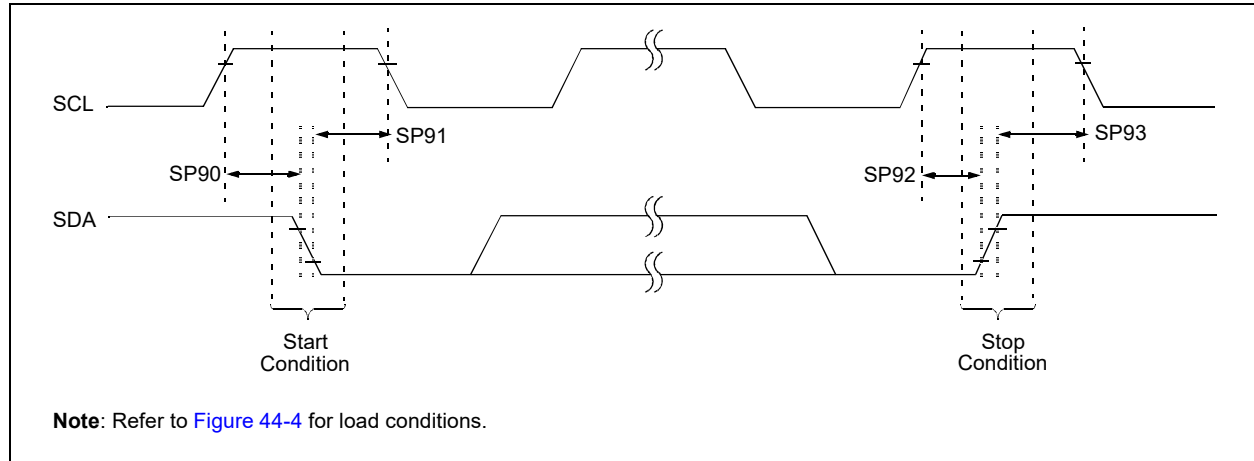 SCL
SP91
SP93
SP90
SP92
SDA
Start
Condition
Stop
Condition
Note: Refer to Figure 44-4 for load conditions.